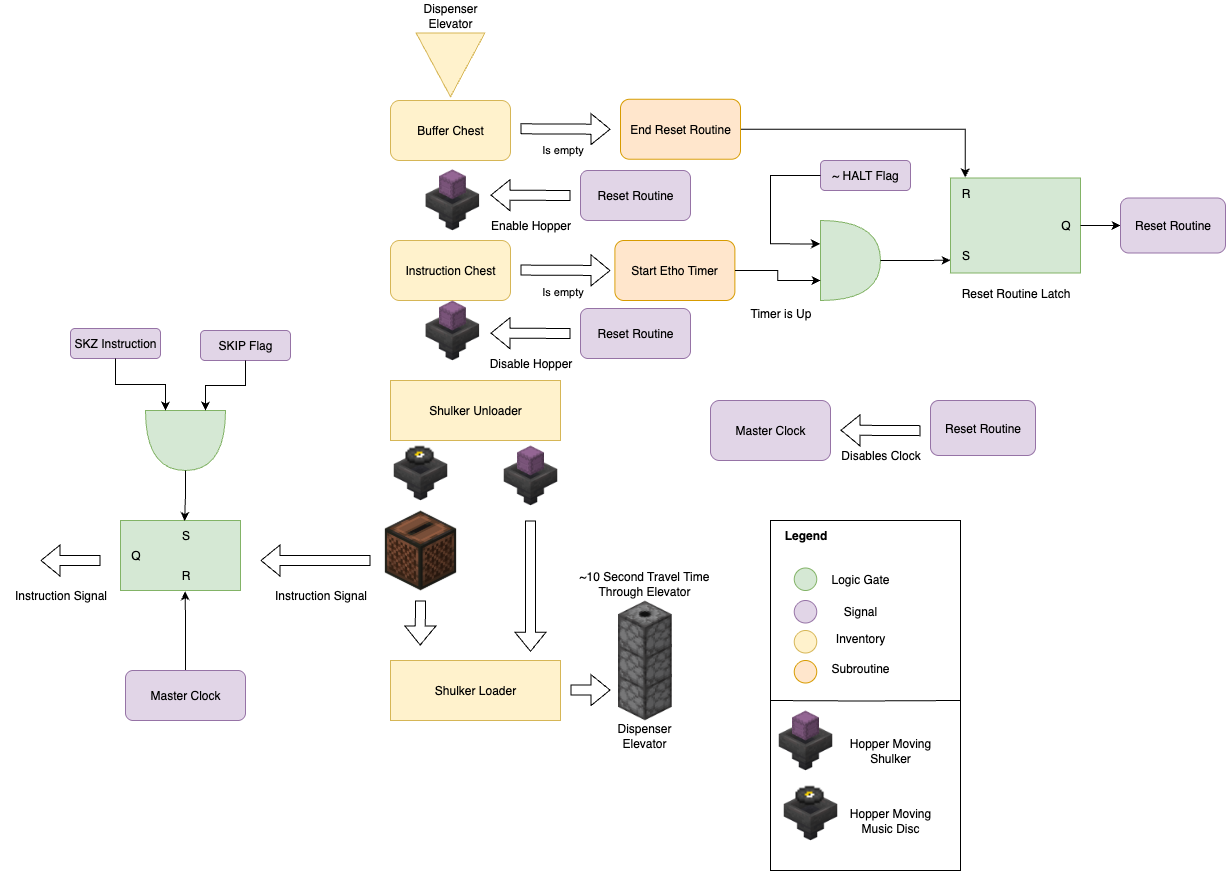 Dispenser
Elevator
Buffer Chest
Is empty
End Reset Routine
Enable Hopper
Reset Routine
~ HALT Flag
R
Q
S
Reset Routine
Reset Routine Latch
Instruction Chest
Is empty
Start Etho Timer
Timer is Up
Disable Hopper
Reset Routine
SKZ Instruction
SKIP Flag
Shulker Unloader
Master Clock
Disables Clock
Reset Routine
S
Q
R
Instruction Signal
Instruction Signal
Master Clock
~10 Second Travel Time
Through Elevator
Shulker Loader
Dispenser
Elevator
Legend
Logic Gate
Signal
Inventory
Subroutine
Hopper Moving
Shulker
Hopper Moving
Music Disc